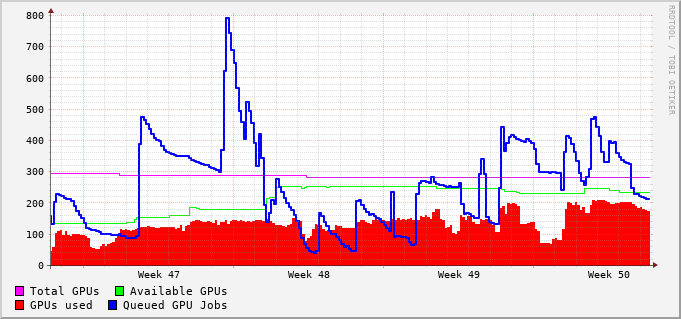 800
700
600
500
400
300
200
100
0
Week 47 Week 48 Week 49 Week 50
Total GPUs Available GPUs
GPUs used Queued GPU Jobs
RRDTOOL / TOBI OETIKER